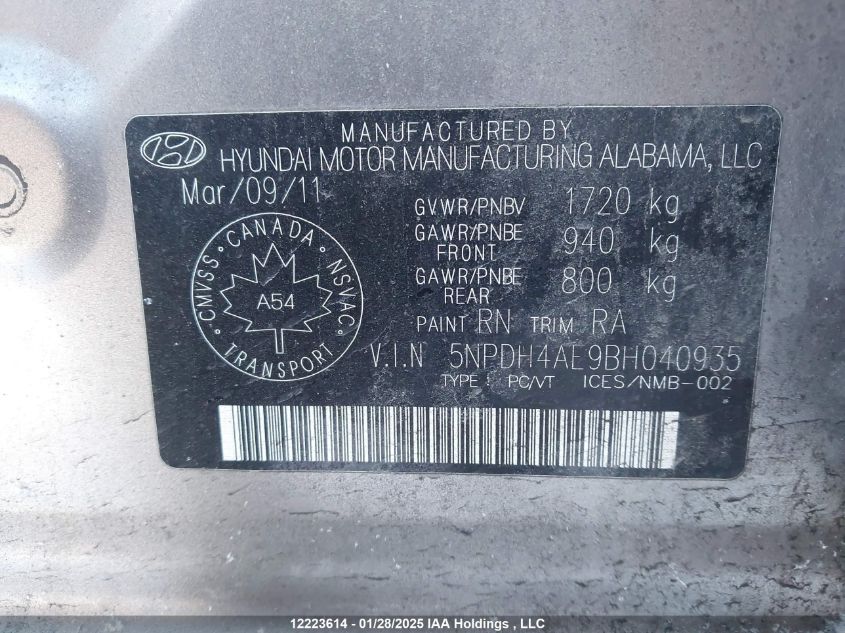 MANUFACTURED BY
HYUNDAI MOTOR MANUFACTURING ALABAMA, LLC
Mar/09/11
GVWR/PNBV 1720 kg
GAWR/PNBE FRONT 940 kg
GAWR/PNBE REAR 800 kg
CANADA
CMVSS NSVAC
A54
TRANSPORT
PAINT RN TRIM RA
V.I.N 5NPDH4AE9BH040935
TYPE: PC/VT ICES/NMB-002
12223614 - 01/28/2025 IAA Holdings , LLC